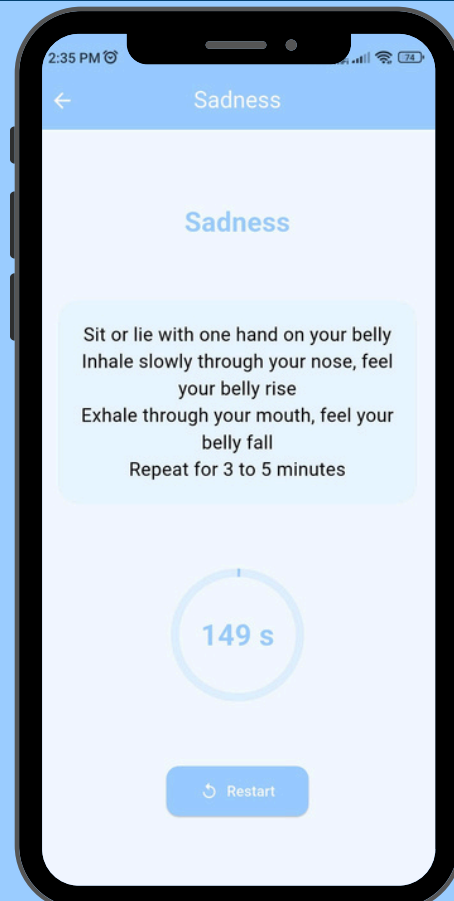 2:35 PM
74
Sadness
Sadness
Sit or lie with one hand on your belly
Inhale slowly through your nose, feel
your belly rise
Exhale through your mouth, feel your
belly fall
Repeat for 3 to 5 minutes
149 s
Restart